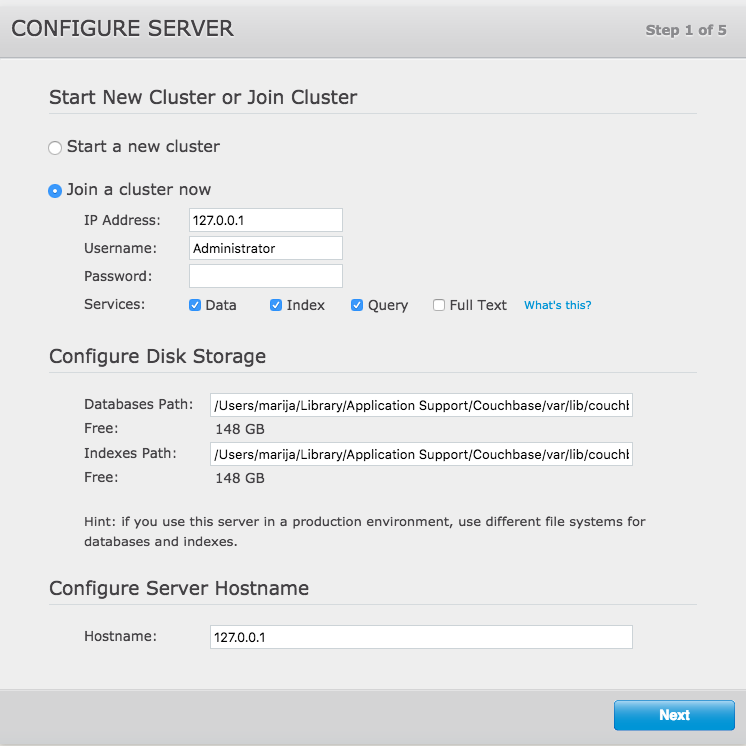 CONFIGURE SERVER
Step 1 of 5
Start New Cluster or Join Cluster
Start a new cluster
Join a cluster now
IP Address: 127.0.0.1
Username: Administrator
Password:
Services: Data Index Query Full Text What's this?
Configure Disk Storage
Databases Path: /Users/marija/Library/Application Support/Couchbase/var/lib/couchb
Free: 148 GB
Indexes Path: /Users/marija/Library/Application Support/Couchbase/var/lib/couchb
Free: 148 GB
Hint: if you use this server in a production environment, use different file systems for
databases and indexes.
Configure Server Hostname
Hostname: 127.0.0.1
Next